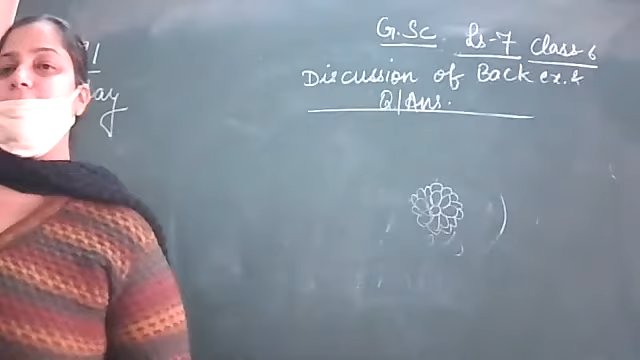 G.Sc. Ls-7 Class-6
Discussion of Back ex. &
Q/Ans.